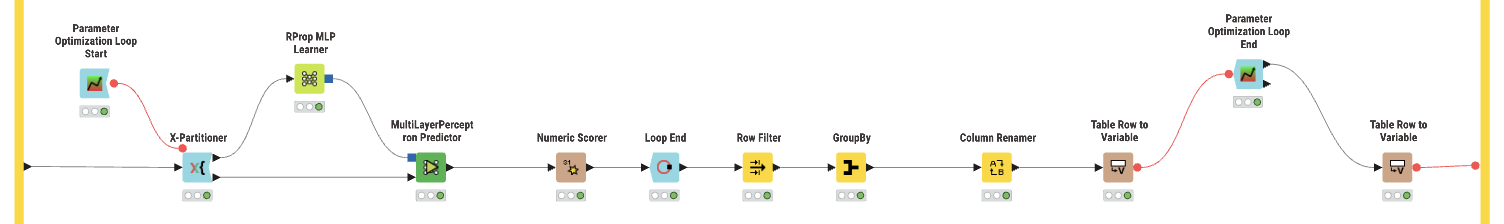 Parameter
Optimization Loop
Start
RProp MLP
Learner
X-Partitioner
MultiLayerPercept
ron Predictor
Numeric Scorer
Loop End
Row Filter
GroupBy
Column Renamer
Table Row to
Variable
Parameter
Optimization Loop
End
Table Row to
Variable